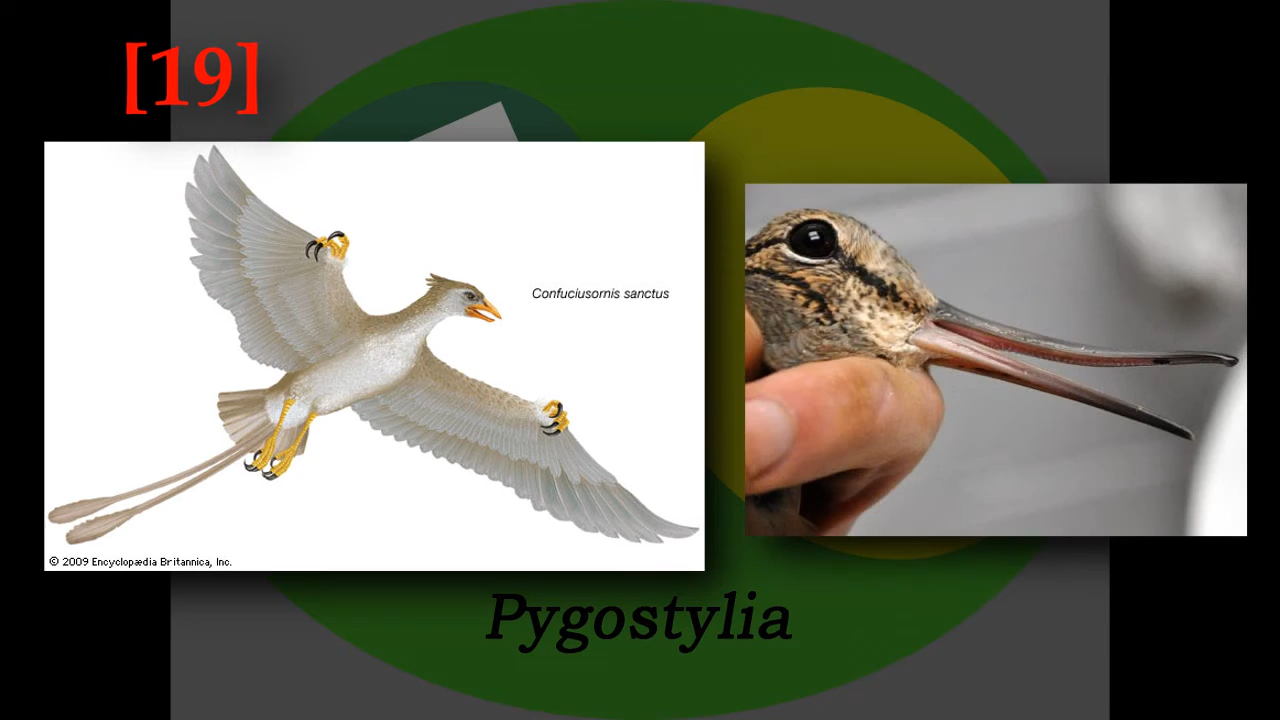 [19]
Confuciusornis sanctus
© 2009 Encyclopædia Britannica, Inc.
Pygostylia